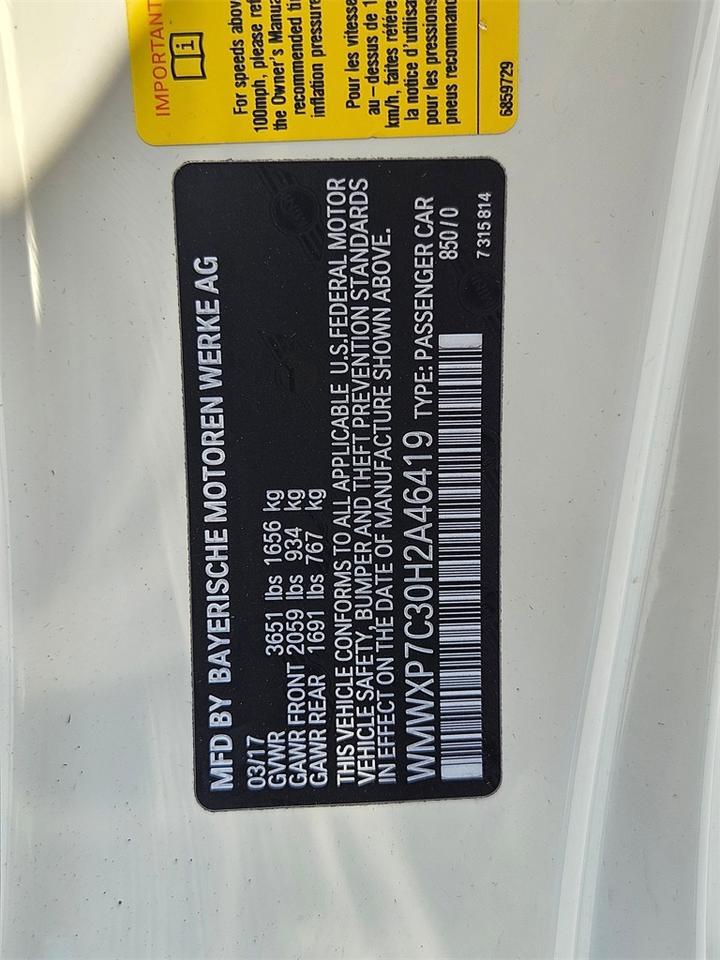 IMPORTANT
For speeds abov
100mph, please ref
the Owner's Manua
recommended tir
inflation pressure
Pour les vitesse
au - dessus de 1
km/h, faites référe
la notice d'utilisa
pour les pressions
pneus recommand
6859729
MFD BY BAYERISCHE MOTOREN WERKE AG
03/17
GVWR 3651 lbs 1656 kg
GAWR FRONT 2059 lbs 934 kg
GAWR REAR 1691 lbs 767 kg
THIS VEHICLE CONFORMS TO ALL APPLICABLE U.S.FEDERAL MOTOR
VEHICLE SAFETY, BUMPER AND THEFT PREVENTION STANDARDS
IN EFFECT ON THE DATE OF MANUFACTURE SHOWN ABOVE.
WMWXP7C30H2A46419 TYPE: PASSENGER CAR
850 / 0
7 315 814